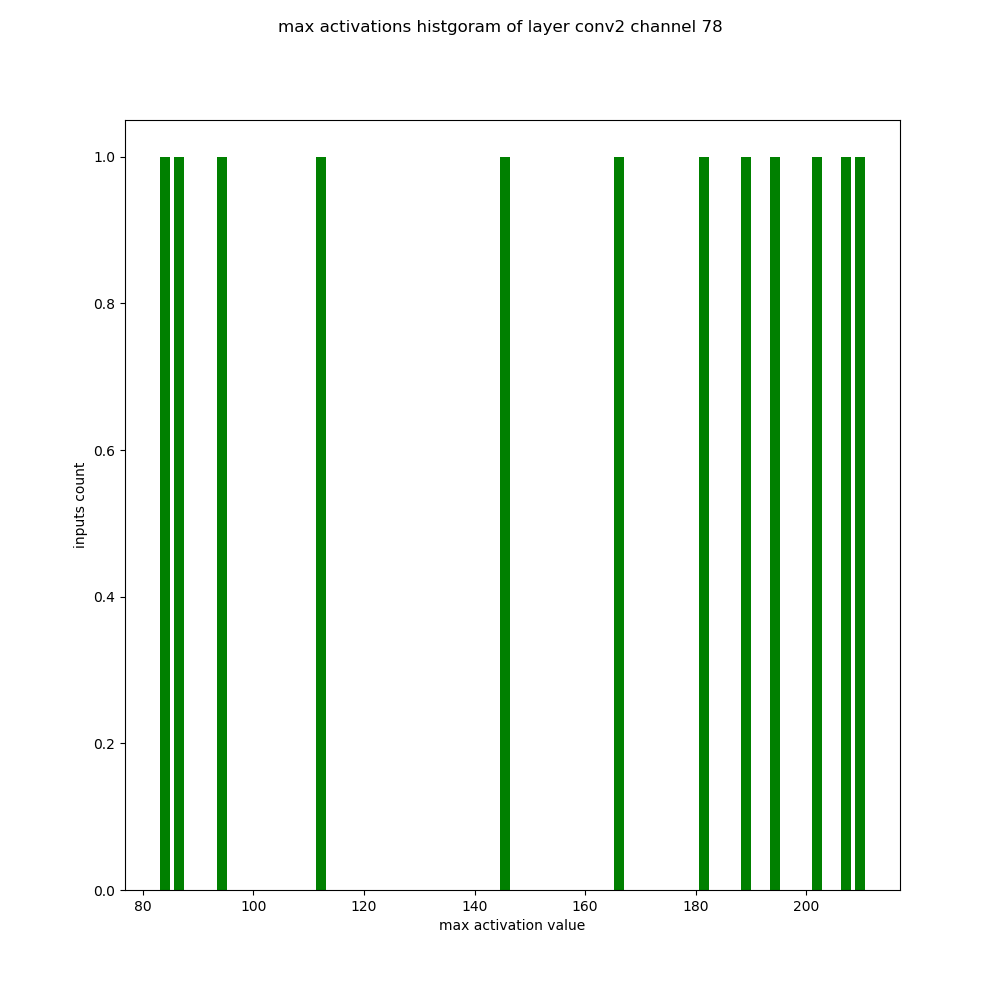 max activations histgoram of layer conv2 channel 78
1.0
0.8
0.6
0.4
0.2
0.0
inputs count
80 100 120 140 160 180 200
max activation value